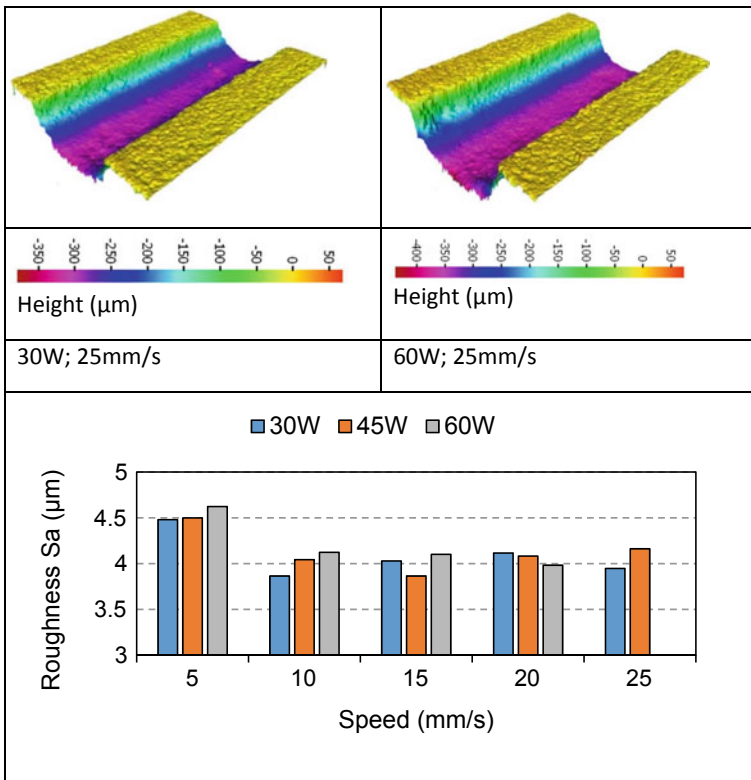 -350 -300 -250 -200 -150 -100 -50 0 50
Height (µm)
-400 -350 -300 -250 -200 -150 -100 -50 0 50
Height (µm)
30W; 25mm/s
60W; 25mm/s
30W 45W 60W
5
4.5
4
3.5
3
Roughness Sa (µm)
5 10 15 20 25
Speed (mm/s)